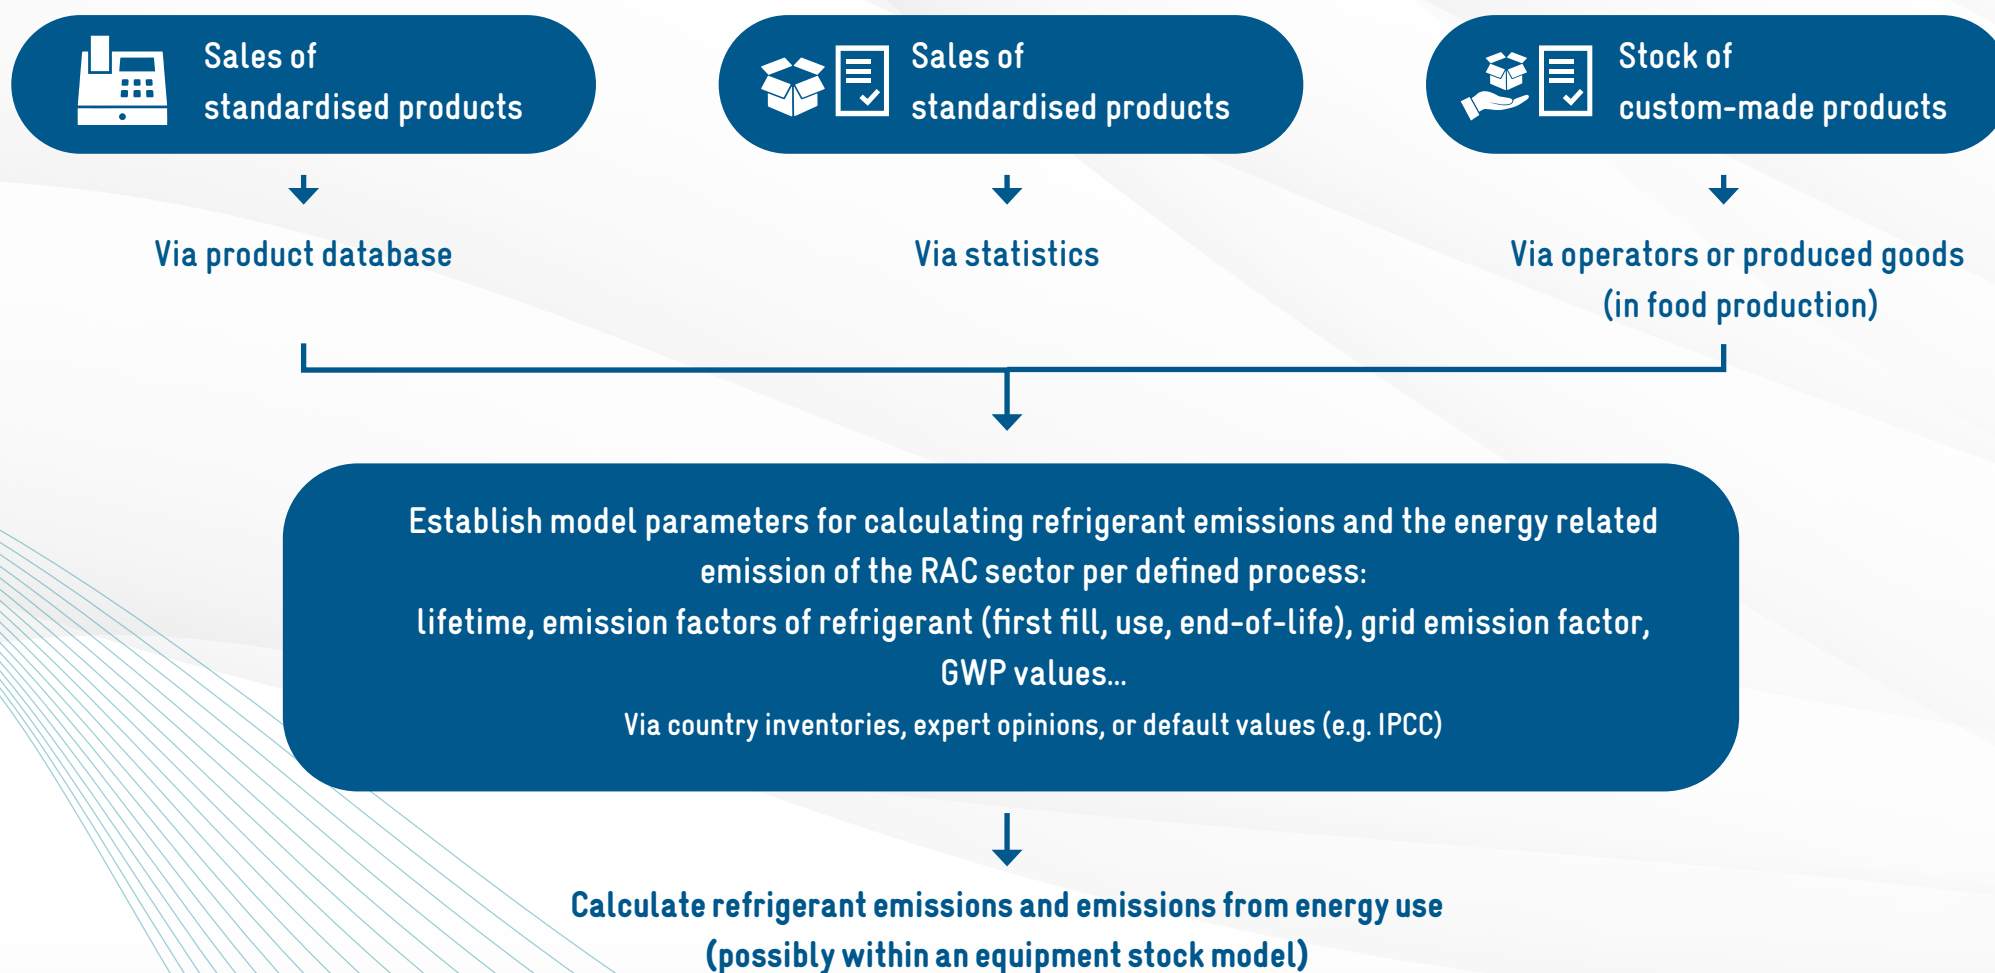 Sales of
standardised products
Sales of
standardised products
Stock of
custom-made products
Via product database
Via statistics
Via operators or produced goods
(in food production)
Establish model parameters for calculating refrigerant emissions and the energy related
emission of the RAC sector per defined process:
lifetime, emission factors of refrigerant (first fill, use, end-of-life), grid emission factor,
GWP values...
Via country inventories, expert opinions, or default values (e.g. IPCC)
Calculate refrigerant emissions and emissions from energy use
(possibly within an equipment stock model)